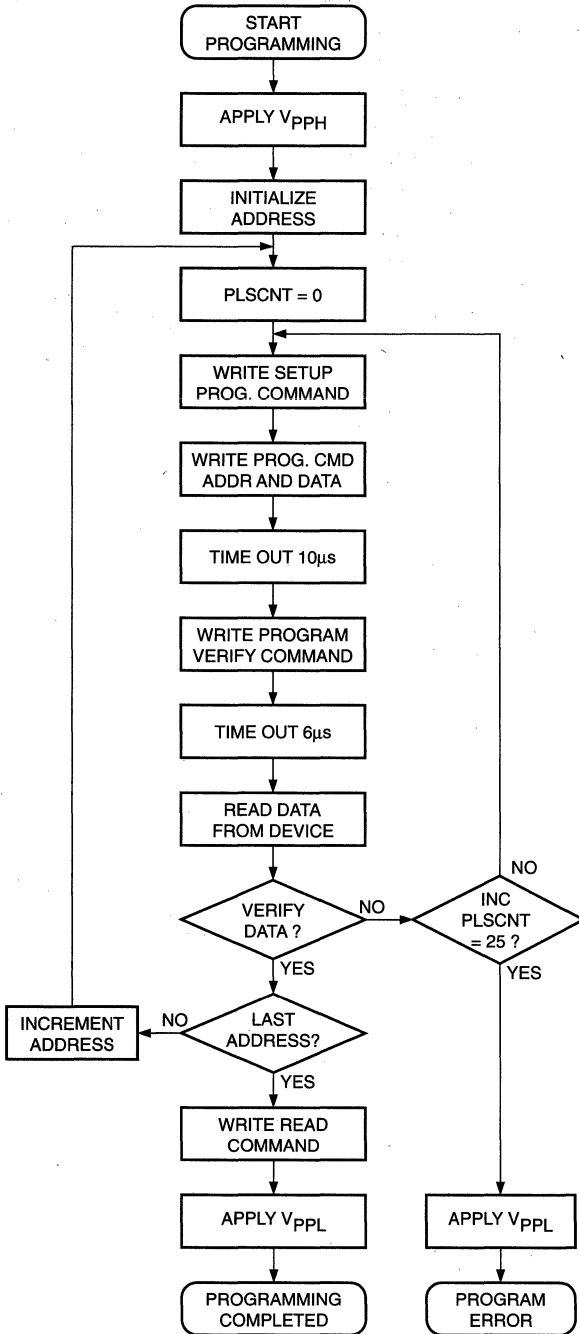 START
PROGRAMMING
APPLY VPPH
INITIALIZE
ADDRESS
PLSCNT = 0
WRITE SETUP
PROG. COMMAND
WRITE PROG. CMD
ADDR AND DATA
TIME OUT 10µs
WRITE PROGRAM
VERIFY COMMAND
TIME OUT 6µs
READ DATA
FROM DEVICE
VERIFY
DATA ?
NO
INC
PLSCNT
= 25 ?
NO
YES
YES
LAST
ADDRESS?
NO
INCREMENT
ADDRESS
YES
WRITE READ
COMMAND
APPLY VPPL
APPLY VPPL
PROGRAMMING
COMPLETED
PROGRAM
ERROR